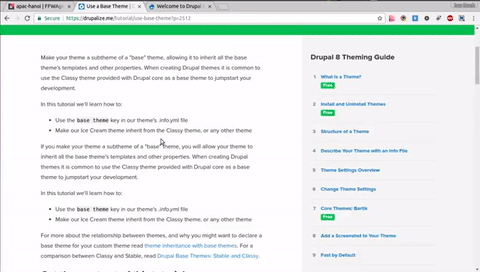 apac-hanoi | FFWAge
Use a Base Theme | D
Welcome to Drupal
https://drupalize.me/tutorial/use-base-theme?p=2512
Make your theme a subtheme of a "base" theme, allowing it to inherit all the base
theme's templates and other properties. When creating Drupal themes it is common to
use the Classy theme provided with Drupal core as a base theme to jumpstart your
development.
In this tutorial we'll learn how to:
• Use the base theme key in our theme's .info.yml file
• Make our Ice Cream theme inherit from the Classy theme, or any other theme
If you make your theme a subtheme of a "base" theme, you will allow your theme to
inherit all the base theme's templates and other properties. When creating Drupal
themes it is common to use the Classy theme provided with Drupal core as a base
theme to jumpstart your development.
In this tutorial we'll learn how to:
• Use the base theme key in our theme's .info.yml file
• Make our Ice Cream theme inherit from the Classy theme, or any other theme
For more about the relationship between themes, and why you might want to declare a
base theme for your custom theme read theme inheritance with base themes. For a
comparison between Classy and Stable, read Drupal Base Themes: Stable and Classy.
Drupal 8 Theming Guide
1 What Is a Theme?
Free
2 Install and Uninstall Themes
Free
3 Structure of a Theme
4 Describe Your Theme with an Info File
5 Theme Settings Overview
6 Change Theme Settings
7 Core Themes: Bartik
Free
8 Add a Screenshot to Your Theme
9 Fast by Default